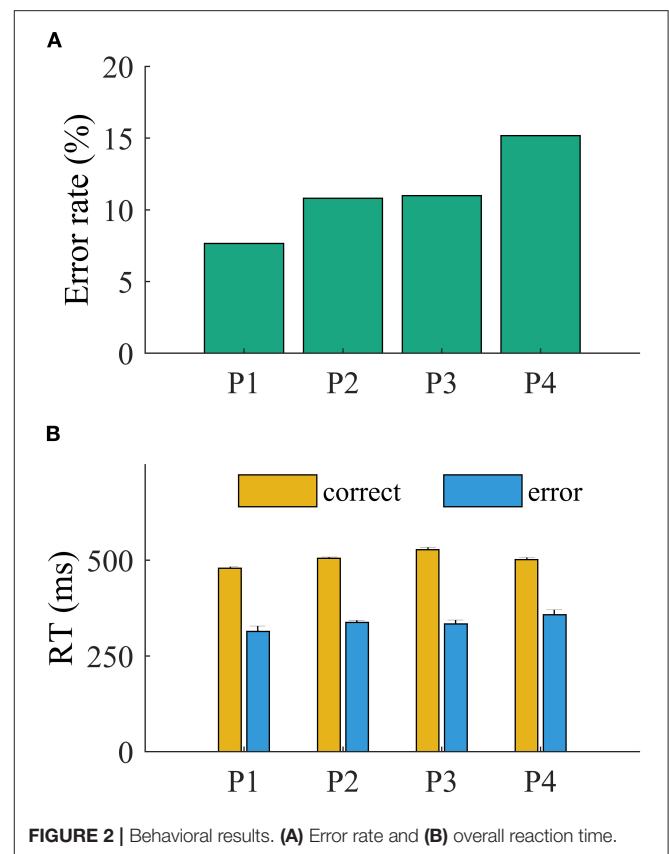 A
20
15
10
5
0
Error rate (%)
P1 P2 P3 P4
B
correct error
500
250
0
RT (ms)
P1 P2 P3 P4
FIGURE 2 | Behavioral results. (A) Error rate and (B) overall reaction time.